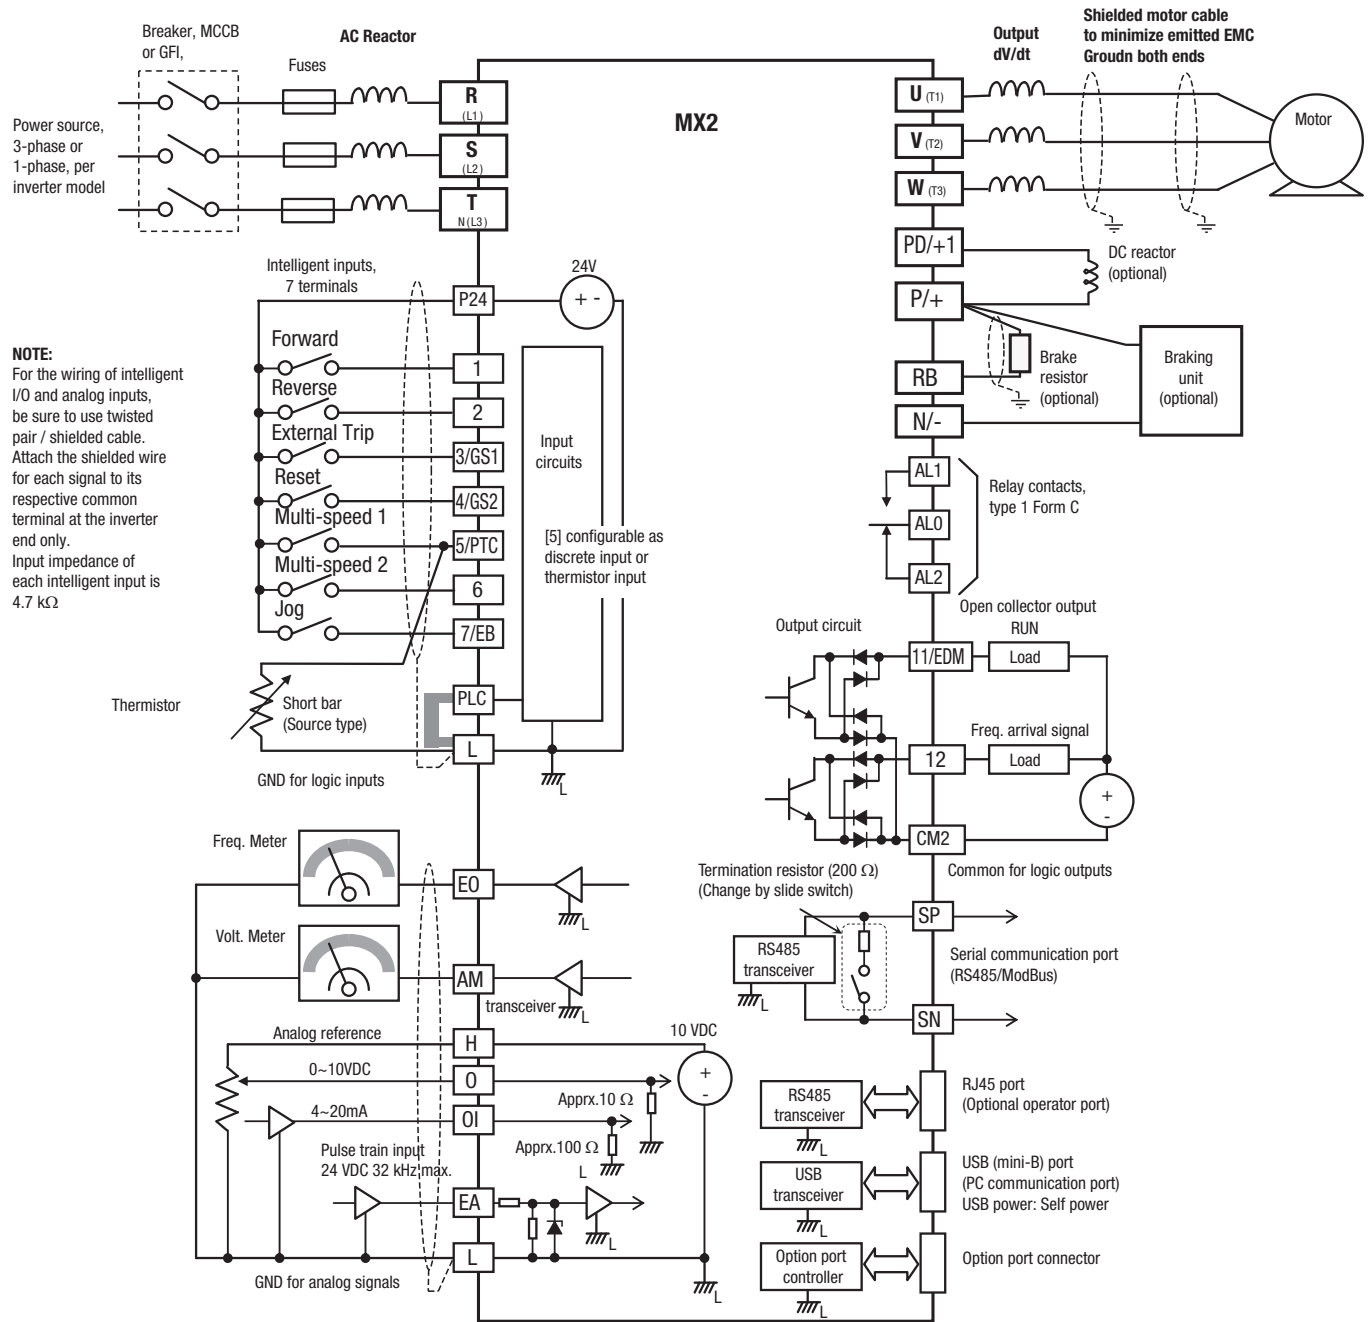 Breaker, MCCB
or GFI,
AC Reactor
Fuses
Power source,
3-phase or
1-phase, per
inverter model
R
(L1)
S
(L2)
T
N(L3)
MX2
Output
dV/dt
Shielded motor cable
to minimize emitted EMC
Groudn both ends
U (T1)
V (T2)
W (T3)
Motor
PD/+1
P/+
RB
N/-
DC reactor
(optional)
Brake
resistor
(optional)
Braking
unit
(optional)
Intelligent inputs,
7 terminals
24V
+ -
P24
NOTE:
For the wiring of intelligent
I/O and analog inputs,
be sure to use twisted
pair / shielded cable.
Attach the shielded wire
for each signal to its
respective common
terminal at the inverter
end only.
Input impedance of
each intelligent input is
4.7 kΩ
Forward
1
Reverse
2
External Trip
3/GS1
Reset
4/GS2
Multi-speed 1
5/PTC
Multi-speed 2
6
Jog
7/EB
Input
circuits
[5] configurable as
discrete input or
thermistor input
Thermistor
Short bar
(Source type)
PLC
L
L
GND for logic inputs
AL1
AL0
AL2
Relay contacts,
type 1 Form C
Open collector output
RUN
Output circuit
11/EDM
Load
Freq. arrival signal
12
Load
+
-
CM2
Common for logic outputs
Termination resistor (200 Ω)
(Change by slide switch)
SP
RS485
transceiver
L
Serial communication port
(RS485/ModBus)
SN
Freq. Meter
EO
L
Volt. Meter
AM
transceiver
L
Analog reference
H
10 VDC
+
-
0~10VDC
O
Apprx.10 Ω
4~20mA
OI
Apprx.100 Ω
L
Pulse train input
24 VDC 32 kHz max.
EA
L
L
GND for analog signals
L
RS485
transceiver
L
RJ45 port
(Optional operator port)
USB
transceiver
L
USB (mini-B) port
(PC communication port)
USB power: Self power
Option port
controller
L
Option port connector